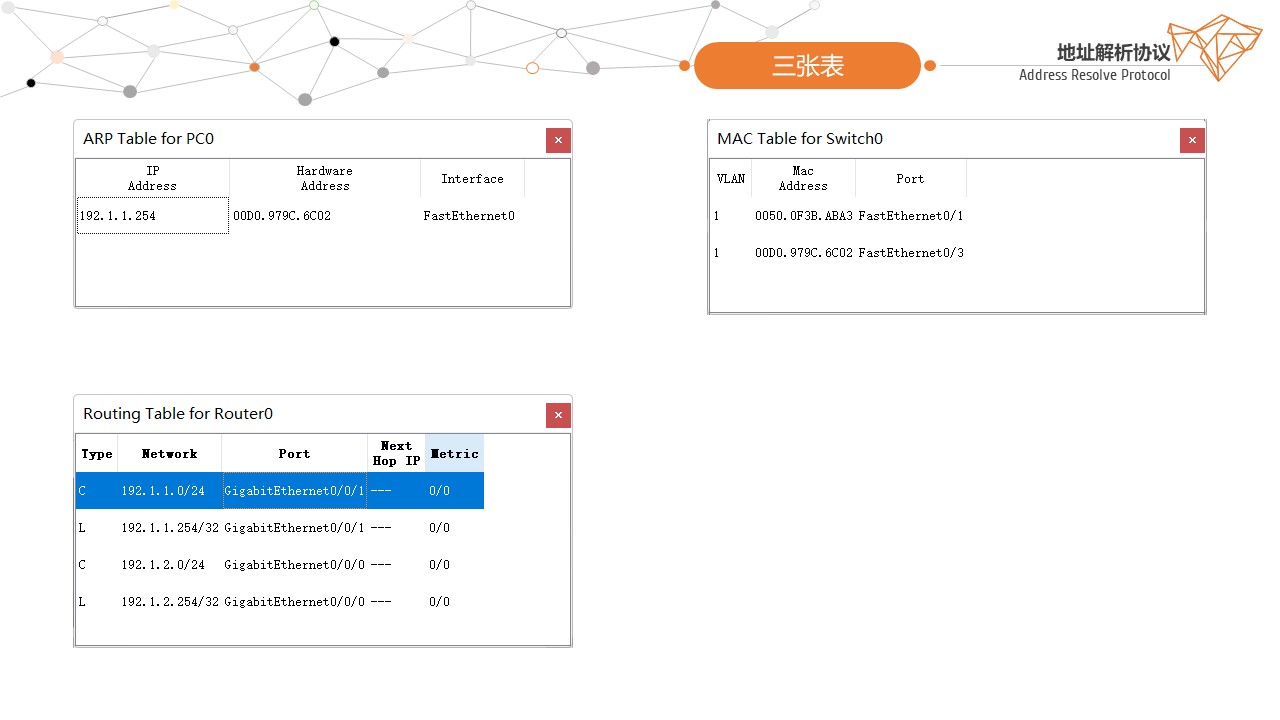 三张表
地址解析协议
Address Resolve Protocol
ARP Table for PC0
IP Address Hardware Address Interface
192.1.1.254 00D0.979C.6C02 FastEthernet0
MAC Table for Switch0
VLAN Mac Address Port
1 0050.0F3B.ABA3 FastEthernet0/1
1 00D0.979C.6C02 FastEthernet0/3
Routing Table for Router0
Type Network Port Next Hop IP Metric
C 192.1.1.0/24 GigabitEthernet0/0/1 --- 0/0
L 192.1.1.254/32 GigabitEthernet0/0/1 --- 0/0
C 192.1.2.0/24 GigabitEthernet0/0/0 --- 0/0
L 192.1.2.254/32 GigabitEthernet0/0/0 --- 0/0